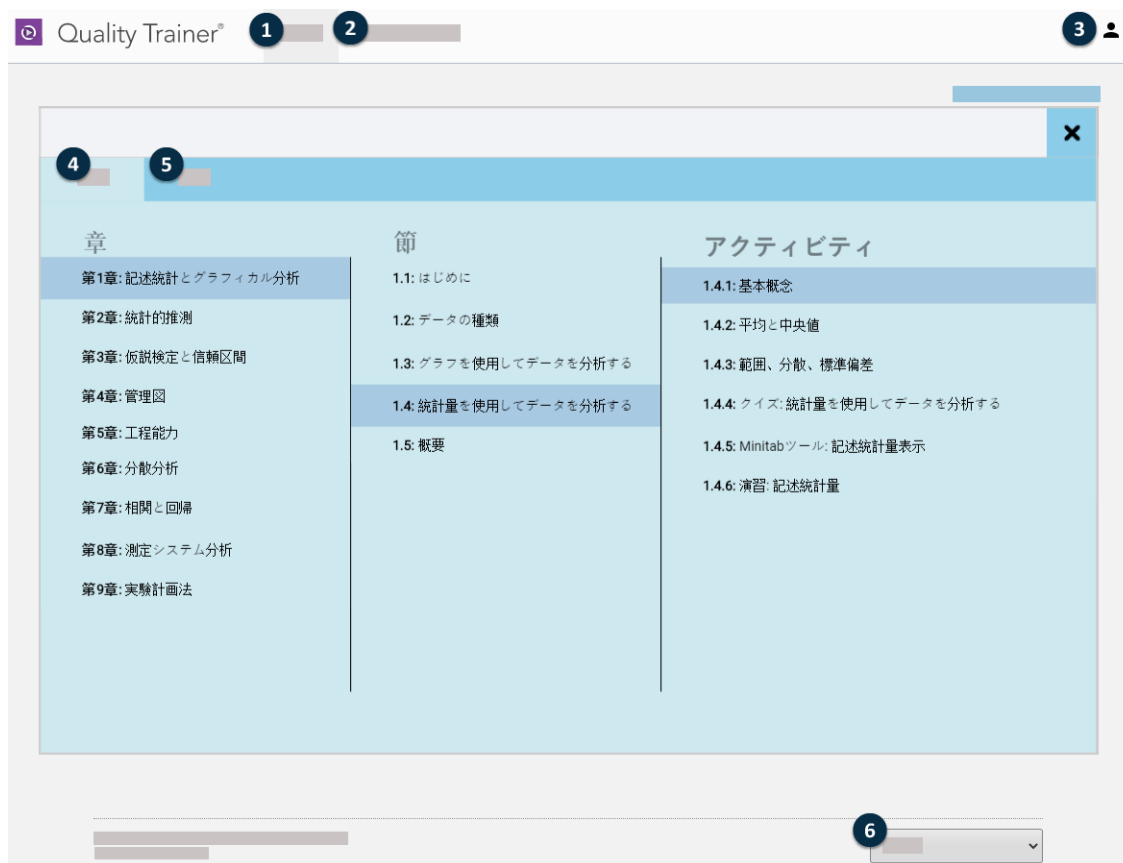 Quality Trainer®
1
2
3
4
5
章
第1章: 記述統計とグラフィカル分析
第2章: 統計的推測
第3章: 仮説検定と信頼区間
第4章: 管理図
第5章: 工程能力
第6章: 分散分析
第7章: 相関と回帰
第8章: 測定システム分析
第9章: 実験計画法
節
1.1: はじめに
1.2: データの種類
1.3: グラフを使用してデータを分析する
1.4: 統計量を使用してデータを分析する
1.5: 概要
アクティビティ
1.4.1: 基本概念
1.4.2: 平均と中央値
1.4.3: 範囲、分散、標準偏差
1.4.4: クイズ: 統計量を使用してデータを分析する
1.4.5: Minitabツール: 記述統計量表示
1.4.6: 演習: 記述統計量
6